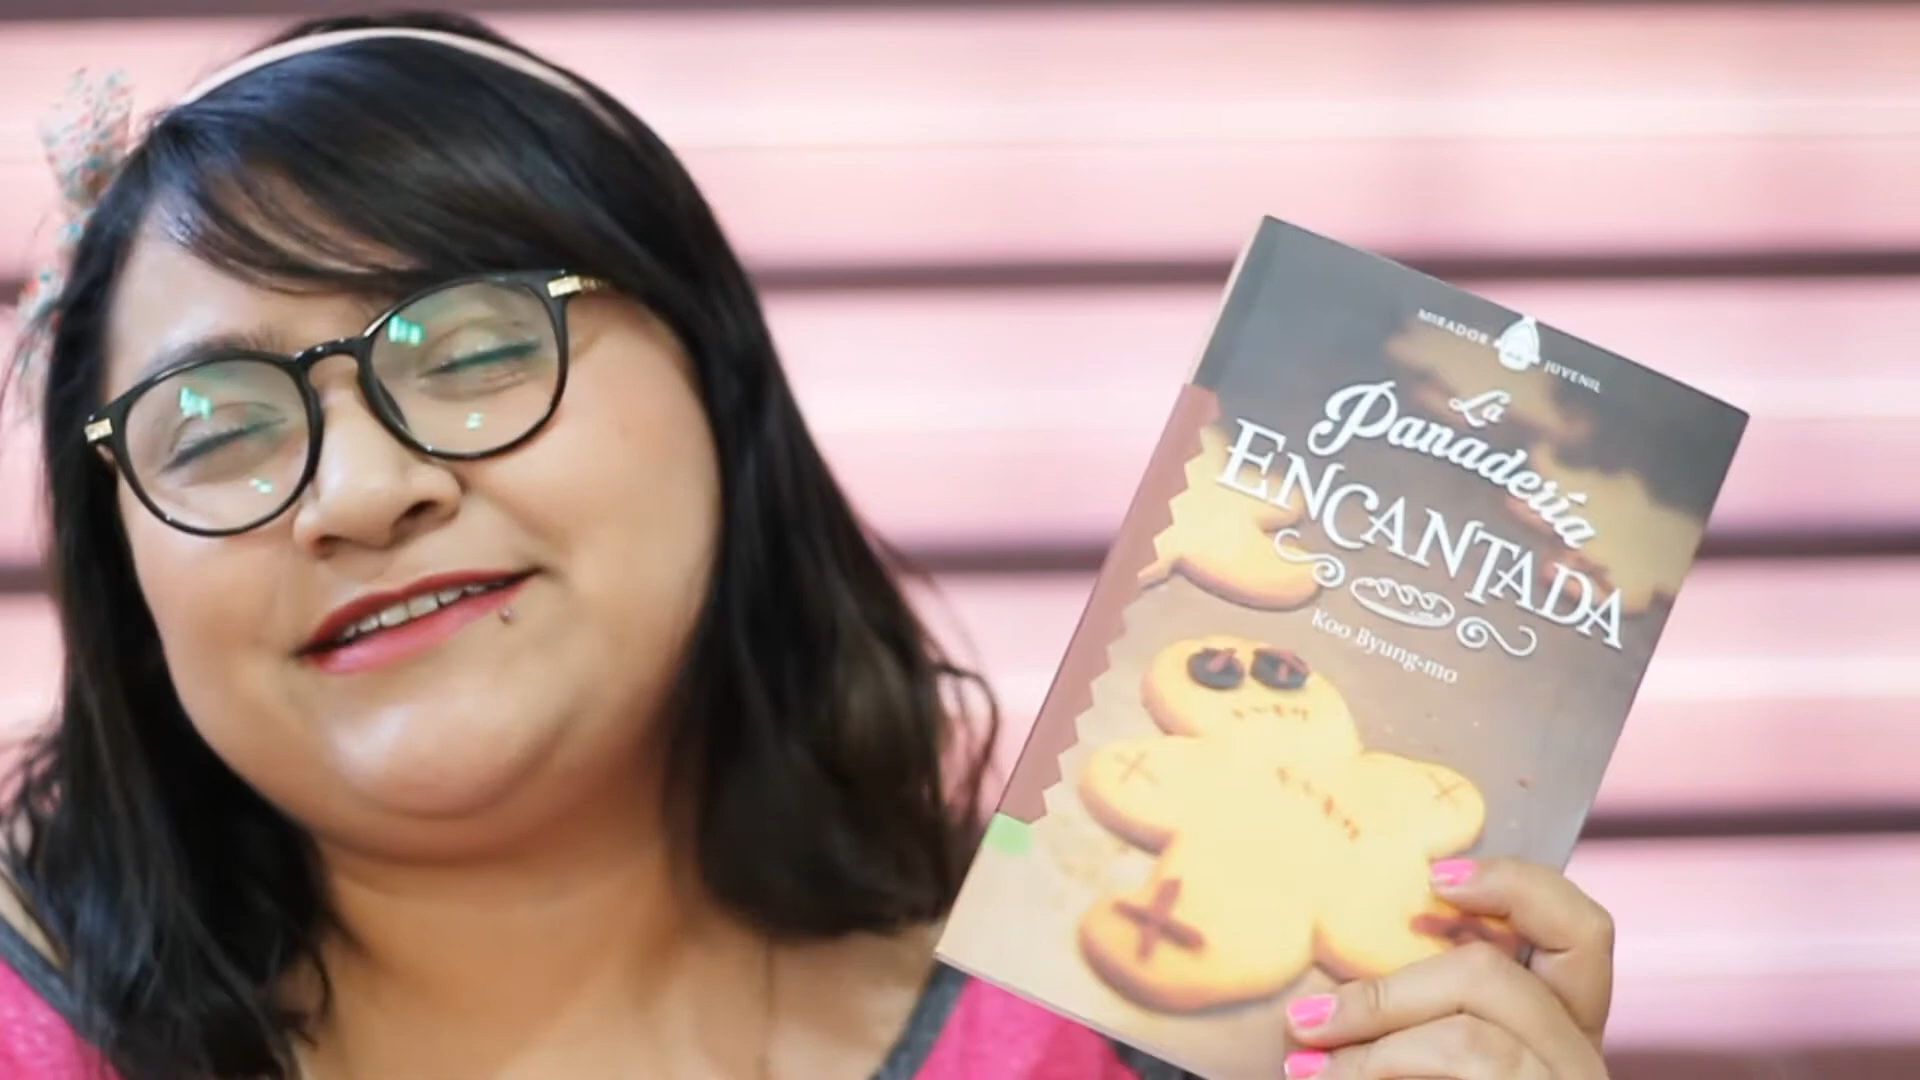 MIRADOR JUVENIL
La
Panadería
ENCANTADA
Koo Byung-mo